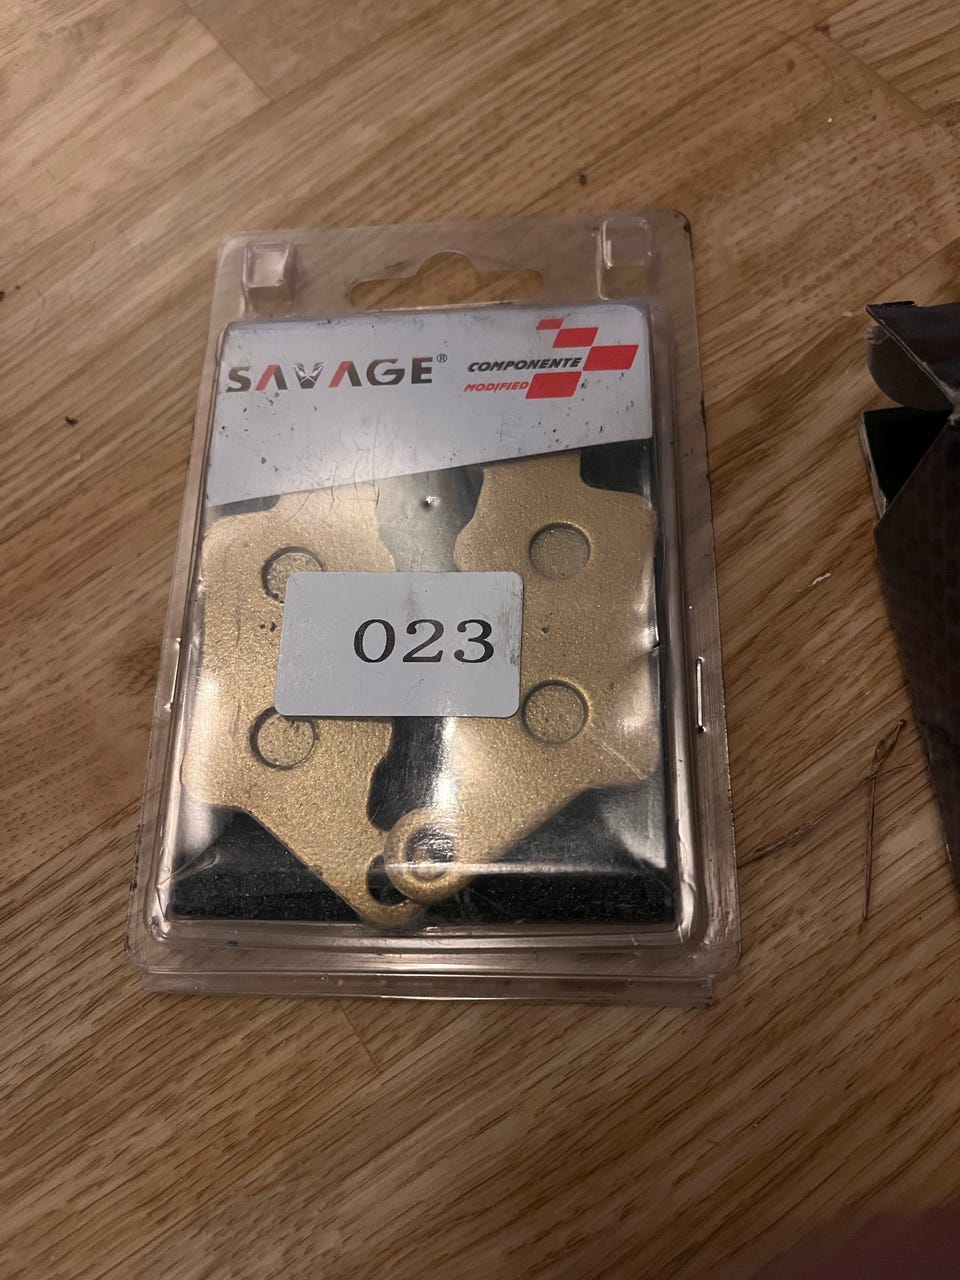 SAVAGE®
COMPONENTE
MODIFIED
023